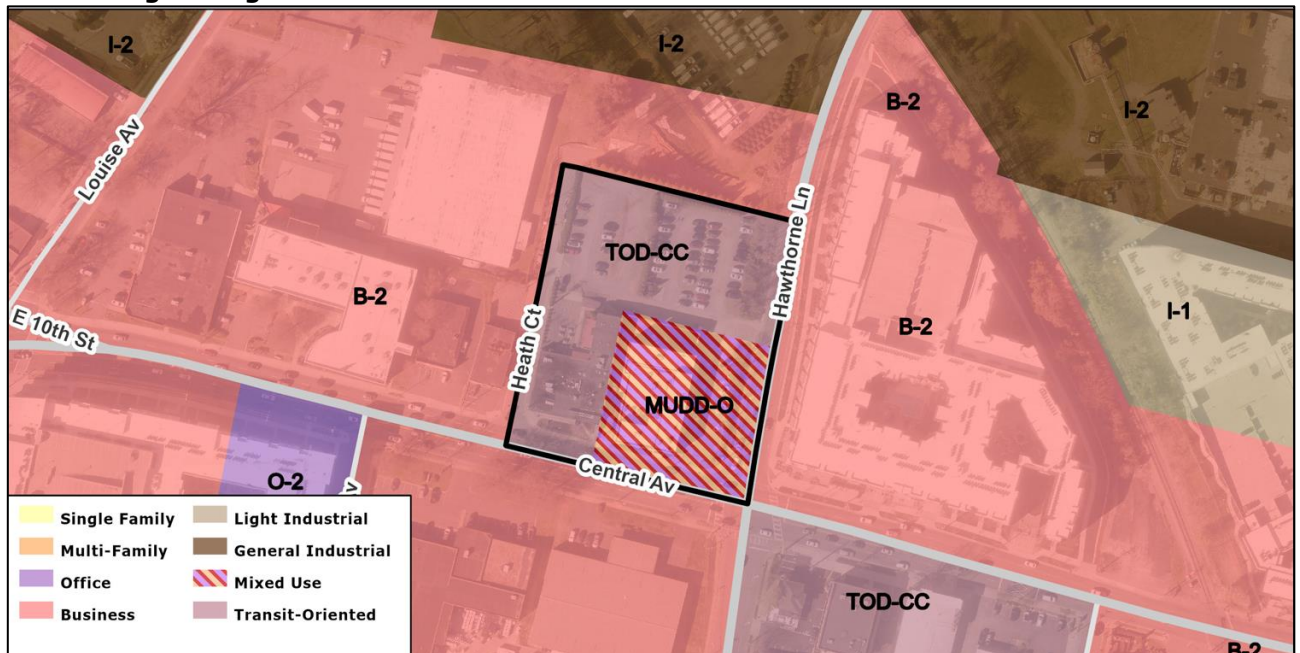 I-2
I-2
B-2
I-2
Louise Av
TOD-CC
Hawthorne Ln
B-2
B-2
I-1
E 10th St
Heath Ct
MUDD-O
Central Av
O-2
TOD-CC
B-2
Single Family
Light Industrial
Multi-Family
General Industrial
Office
Mixed Use
Business
Transit-Oriented